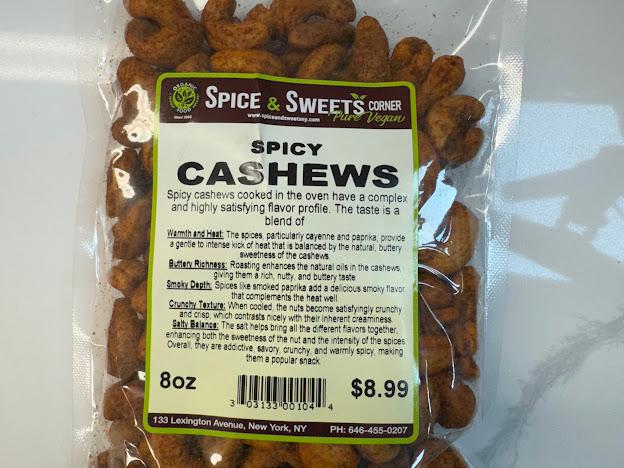 ORGANIC
FOOD
SPICE & SWEETS CORNER
www.spiceandsweetsny.com
Pure Vegan
SPICY
CASHEWS
Spicy cashews cooked in the oven have a complex
and highly satisfying flavor profile. The taste is a
blend of
Warmth and Heat: The spices, particularly cayenne and paprika, provide
a gentle to intense kick of heat that is balanced by the natural, buttery
sweetness of the cashews.
Buttery Richness: Roasting enhances the natural oils in the cashews,
giving them a rich, nutty, and buttery taste
Smoky Depth: Spices like smoked paprika add a delicious smoky flavor
that complements the heat well
Crunchy Texture: When cooled, the nuts become satisfyingly crunchy
and crisp, which contrasts nicely with their inherent creaminess.
Salty Balance: The salt helps bring all the different flavors together,
enhancing both the sweetness of the nut and the intensity of the spices
Overall, they are addictive, savory, crunchy, and warmly spicy, making
them a popular snack.
8oz
$8.99
3 03133 00104 4
133 Lexington Avenue, New York, NY PH: 646-455-0207